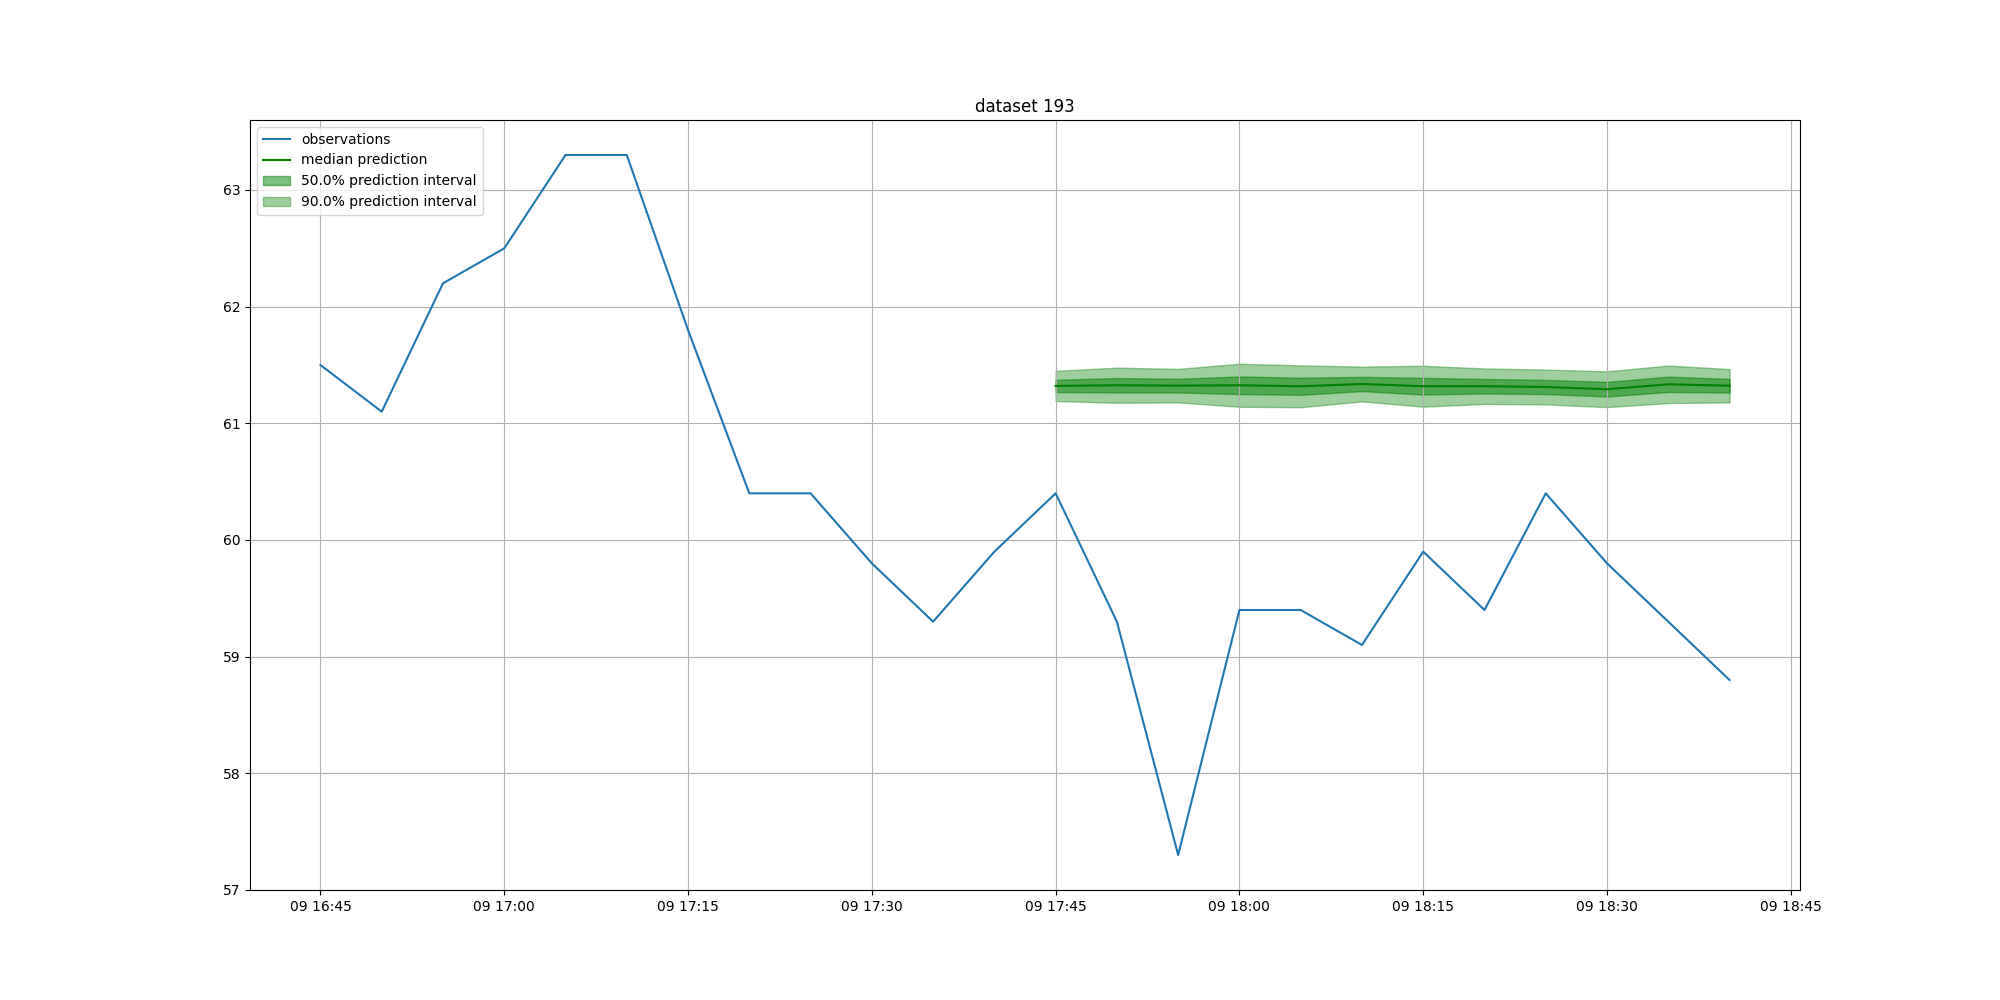 dataset 193
observations
median prediction
50.0% prediction interval
90.0% prediction interval
63
62
61
60
59
58
57
09 16:45 09 17:00 09 17:15 09 17:30 09 17:45 09 18:00 09 18:15 09 18:30 09 18:45